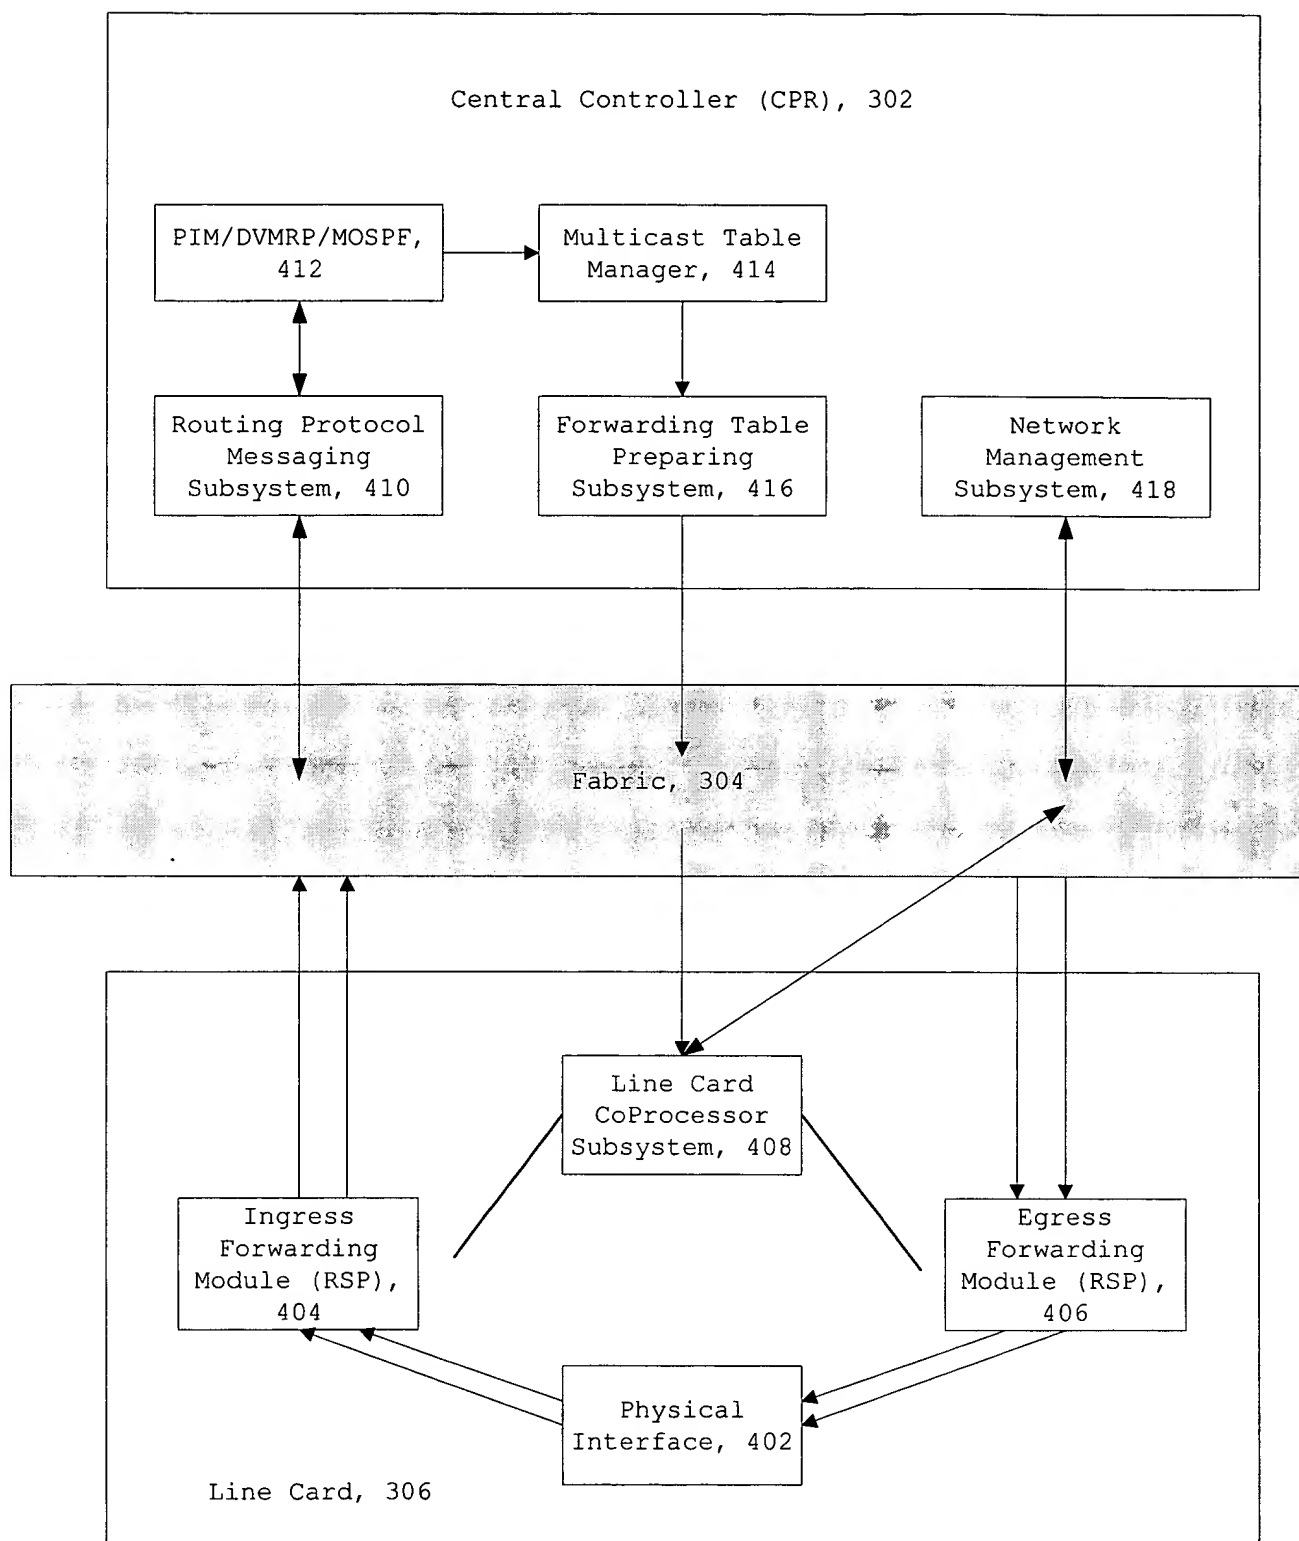 Central Controller (CPR), 302
PIM/DVMRP/MOSPF,
412
Multicast Table
Manager, 414
Routing Protocol
Messaging
Subsystem, 410
Forwarding Table
Preparing
Subsystem, 416
Network
Management
Subsystem, 418
Fabric, 304
Line Card
CoProcessor
Subsystem, 408
Ingress
Forwarding
Module (RSP),
404
Egress
Forwarding
Module (RSP),
406
Physical
Interface, 402
Line Card, 306